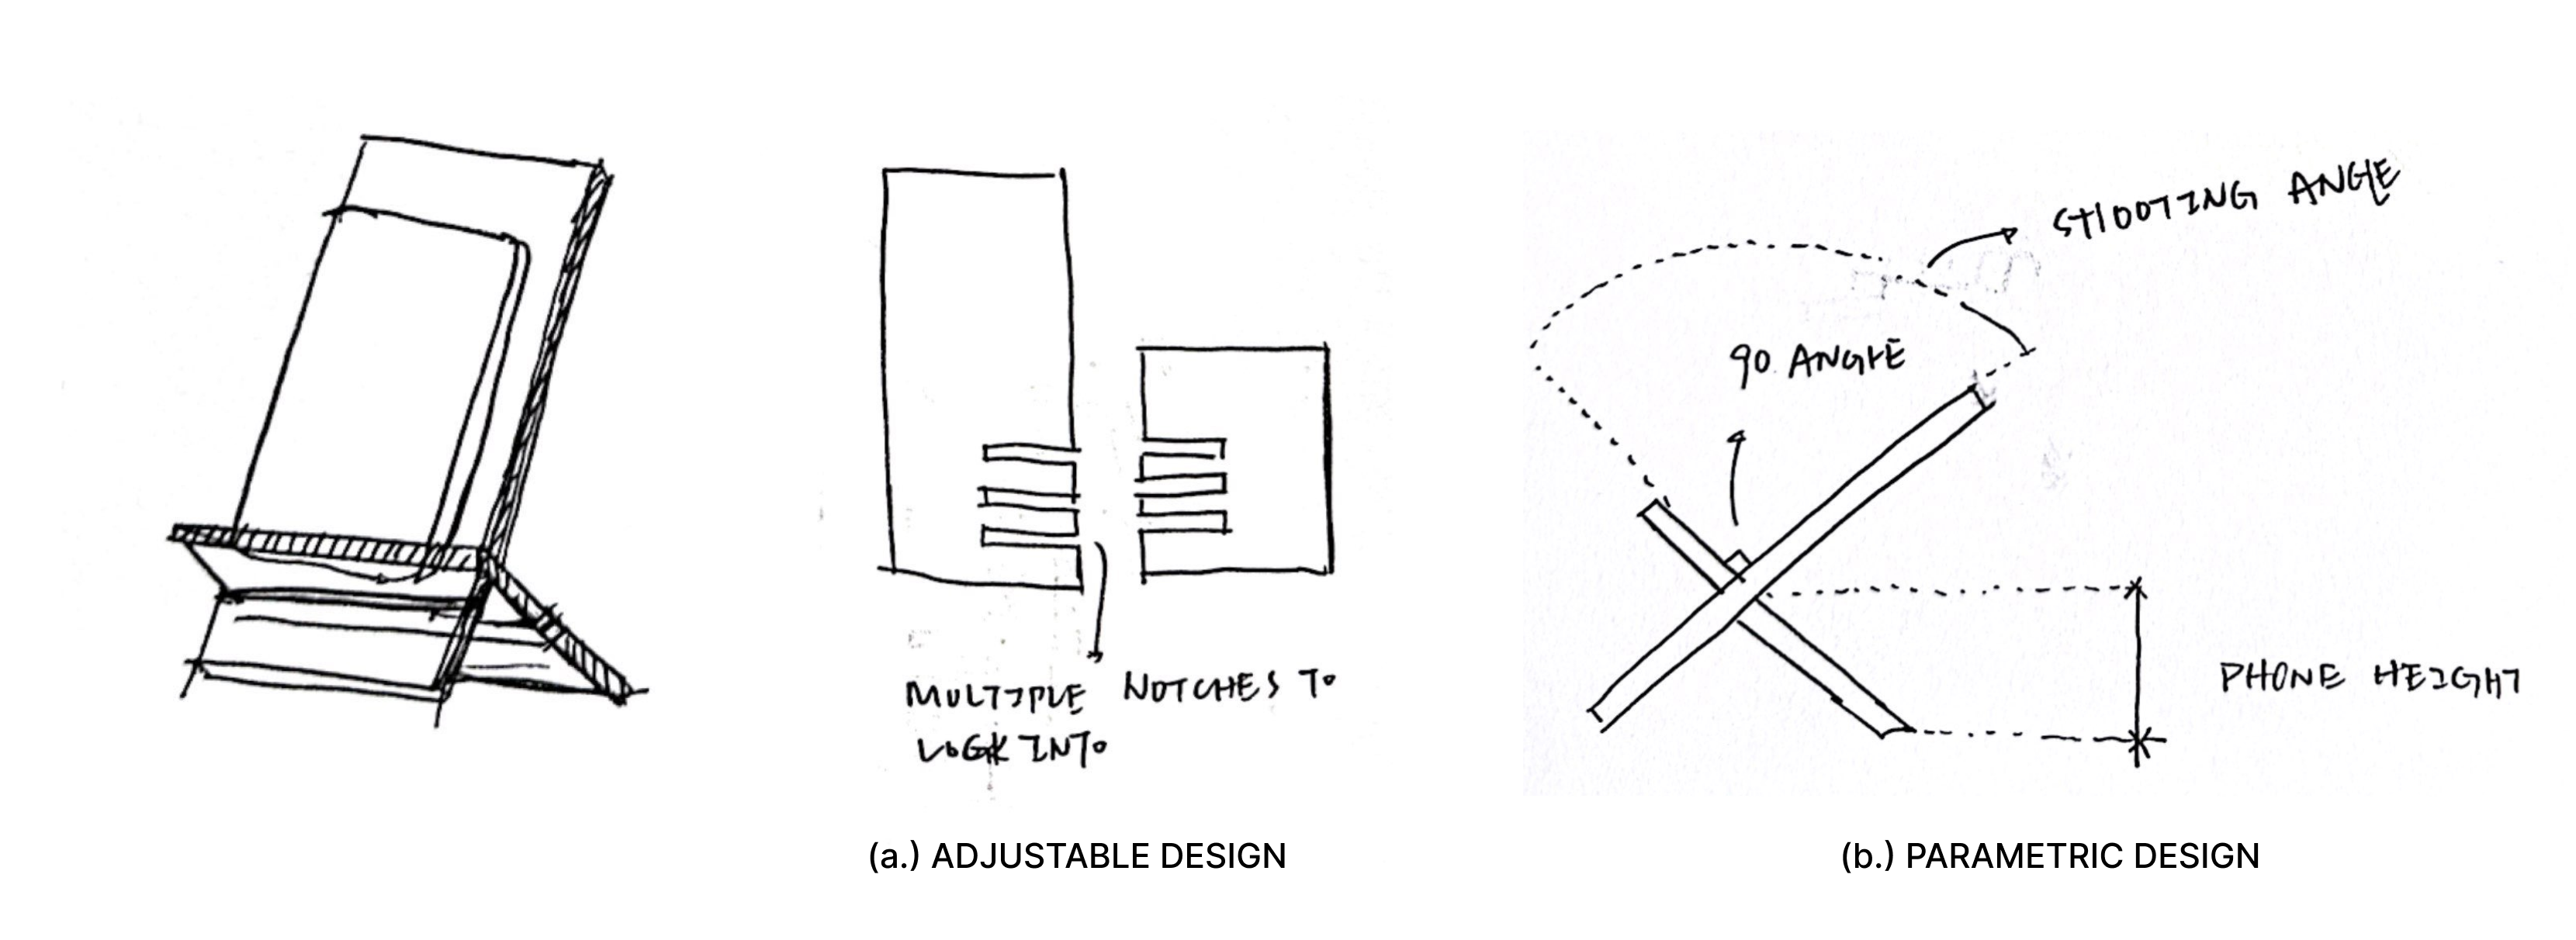 MULTIPLE NOTCHES TO
LOCK INTO
(a.) ADJUSTABLE DESIGN
SHOOTING ANGLE
90 ANGLE
PHONE HEIGHT
(b.) PARAMETRIC DESIGN